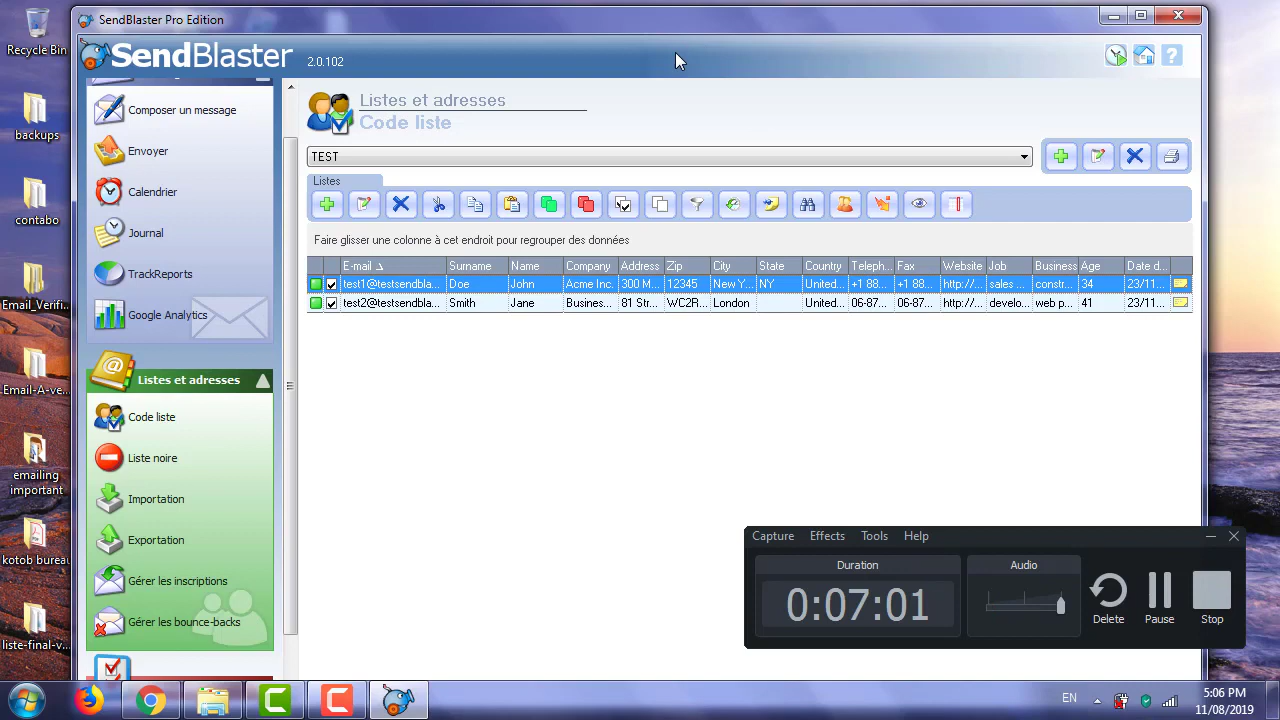 SendBlaster Pro Edition
SendBlaster
2.0.102
Recycle Bin
backups
contabo
Email_Verifi...
Email-A-ve...
emailing
important
kotob bureau
liste-final-v...
Composer un message
Envoyer
Calendrier
Journal
TrackReports
Google Analytics
Listes et adresses
Code liste
Liste noire
Importation
Exportation
Gérer les inscriptions
Gérer les bounce-backs
Listes et adresses
Code liste
TEST
Listes
Faire glisser une colonne à cet endroit pour regrouper des données
E-mail Surname Name Company Address Zip City State Country Teleph... Fax Website Job Business Age Date d...
test1@testsendbla... Doe John Acme Inc. 300 M... 12345 New Y... NY United... +1 88... +1 88... http://... sales ... constr... 34 23/11...
test2@testsendbla... Smith Jane Busines... 81 Str... WC2R... London United... 06-87... 06-87... http://... develo... web p... 41 23/11...
Capture Effects Tools Help
Duration
0:07:01
Audio
Delete
Pause
Stop
EN
5:06 PM
11/08/2019